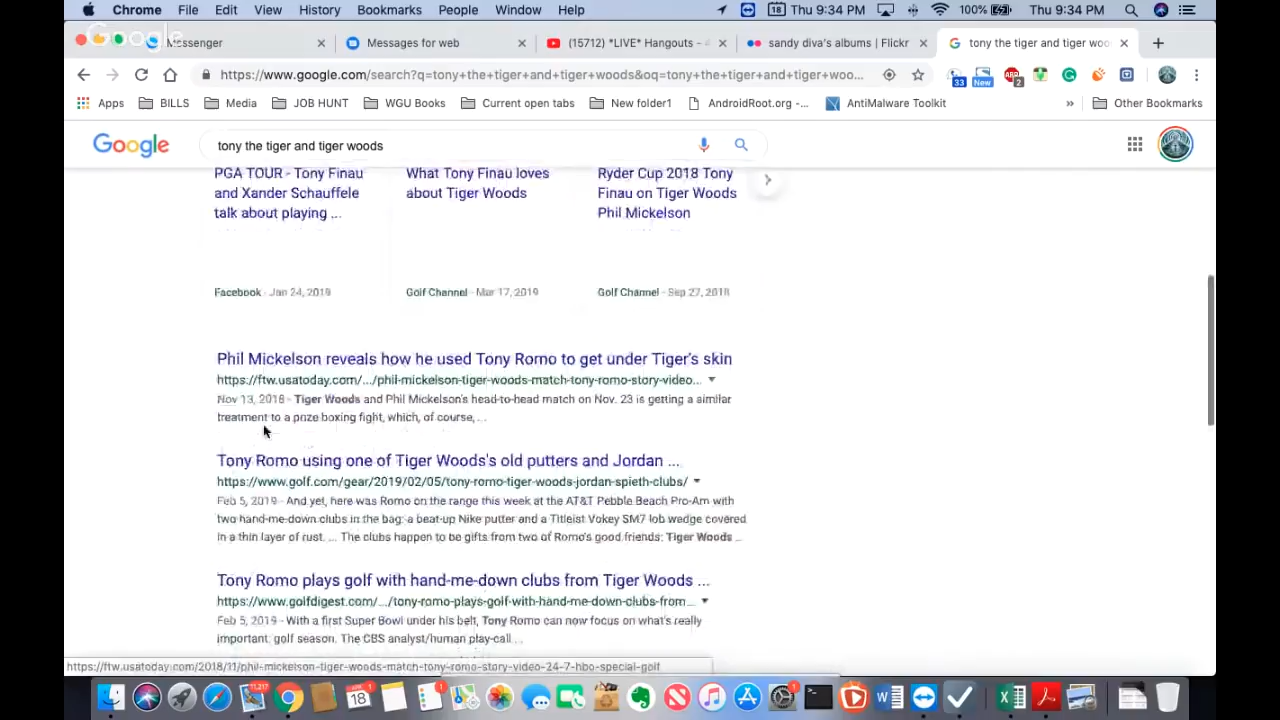 Chrome File Edit View History Bookmarks People Window Help 18 Thu 9:34 PM 100% Thu 9:34 PM
Google
Messenger × Messages for web × (15712) *LIVE* Hangouts - × sandy diva's albums | Flickr × G tony the tiger and tiger woo × +
https://www.google.com/search?q=tony+the+tiger+and+tiger+woods&oq=tony+the+tiger+and+tiger+woo... 33 New ABP 2
Apps BILLS Media JOB HUNT WGU Books Current open tabs New folder1 AndroidRoot.org -... AntiMalware Toolkit » Other Bookmarks
Google tony the tiger and tiger woods
PGA TOUR - Tony Finau
and Xander Schauffele
talk about playing ...
Facebook - Jan 24, 2019
What Tony Finau loves
about Tiger Woods
Golf Channel - Mar 17, 2019
Ryder Cup 2018 Tony
Finau on Tiger Woods
Phil Mickelson
Golf Channel - Sep 27, 2018
Phil Mickelson reveals how he used Tony Romo to get under Tiger's skin
https://ftw.usatoday.com/.../phil-mickelson-tiger-woods-match-tony-romo-story-video...
Nov 13, 2018 - Tiger Woods and Phil Mickelson's head-to-head match on Nov. 23 is getting a similar
treatment to a prize boxing fight, which, of course, ...
Tony Romo using one of Tiger Woods's old putters and Jordan ...
https://www.golf.com/gear/2019/02/05/tony-romo-tiger-woods-jordan-spieth-clubs/
Feb 5, 2019 - And yet, here was Romo on the range this week at the AT&T Pebble Beach Pro-Am with
two hand-me-down clubs in the bag: a beat-up Nike putter and a Titleist Vokey SM7 lob wedge covered
in a thin layer of rust. ... The clubs happen to be gifts from two of Romo's good friends: Tiger Woods ...
Tony Romo plays golf with hand-me-down clubs from Tiger Woods ...
https://www.golfdigest.com/.../tony-romo-plays-golf-with-hand-me-down-clubs-from...
Feb 5, 2019 - With a first Super Bowl under his belt, Tony Romo can now focus on what's really
important: golf season. The CBS analyst/human play-call...
https://ftw.usatoday.com/2018/11/phil-mickelson-tiger-woods-match-tony-romo-story-video-24-7-hbo-special-golf
11,217 18 1 1